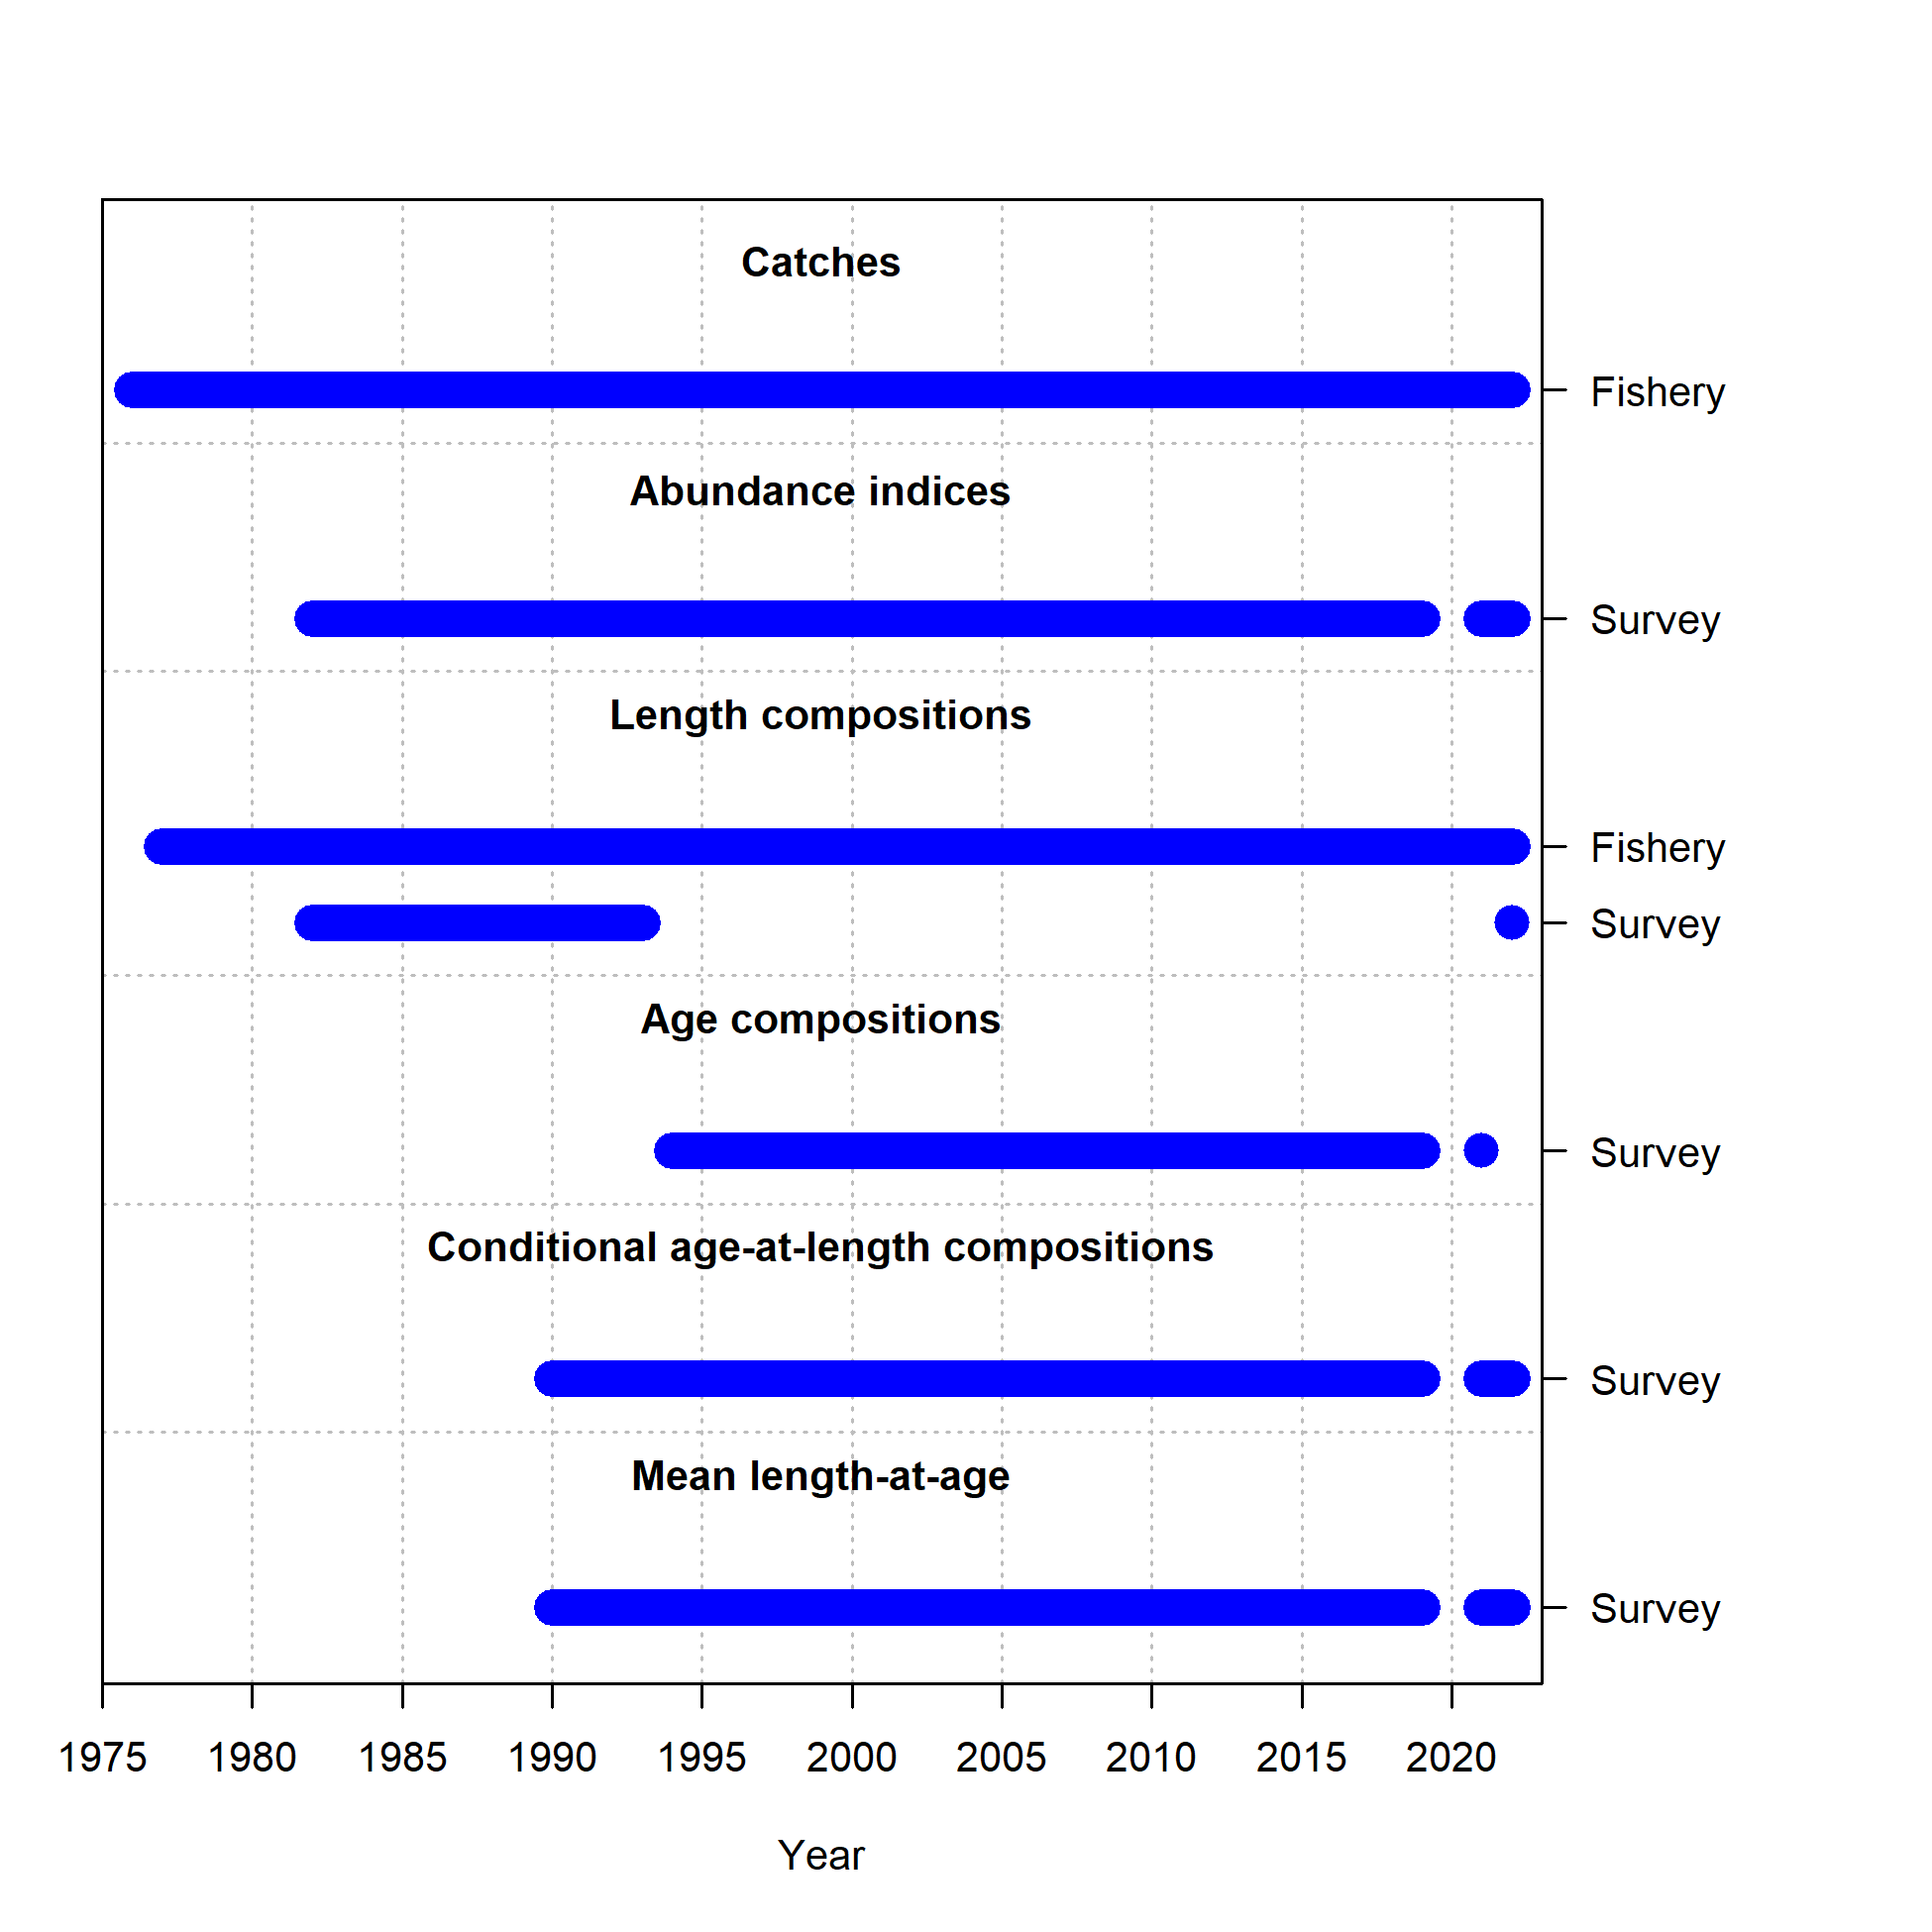 Catches
Fishery
Abundance indices
Survey
Length compositions
Fishery
Survey
Age compositions
Survey
Conditional age-at-length compositions
Survey
Mean length-at-age
Survey
1975 1980 1985 1990 1995 2000 2005 2010 2015 2020
Year